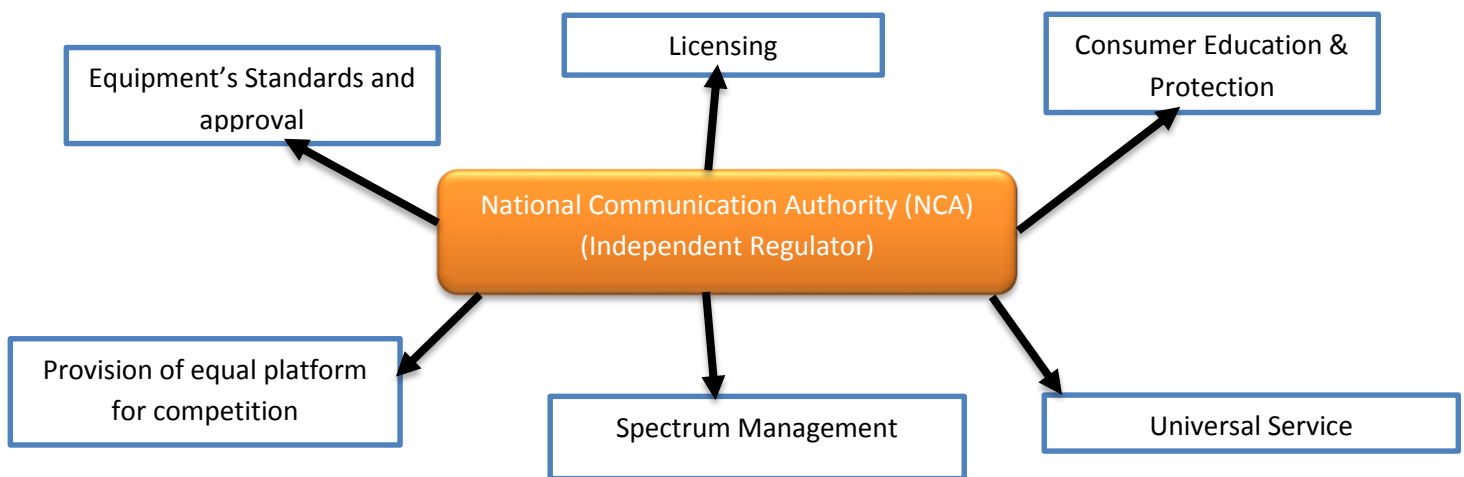 Licensing
Consumer Education &
Protection
Equipment’s Standards and
approval
National Communication Authority (NCA)
(Independent Regulator)
Provision of equal platform
for competition
Spectrum Management
Universal Service